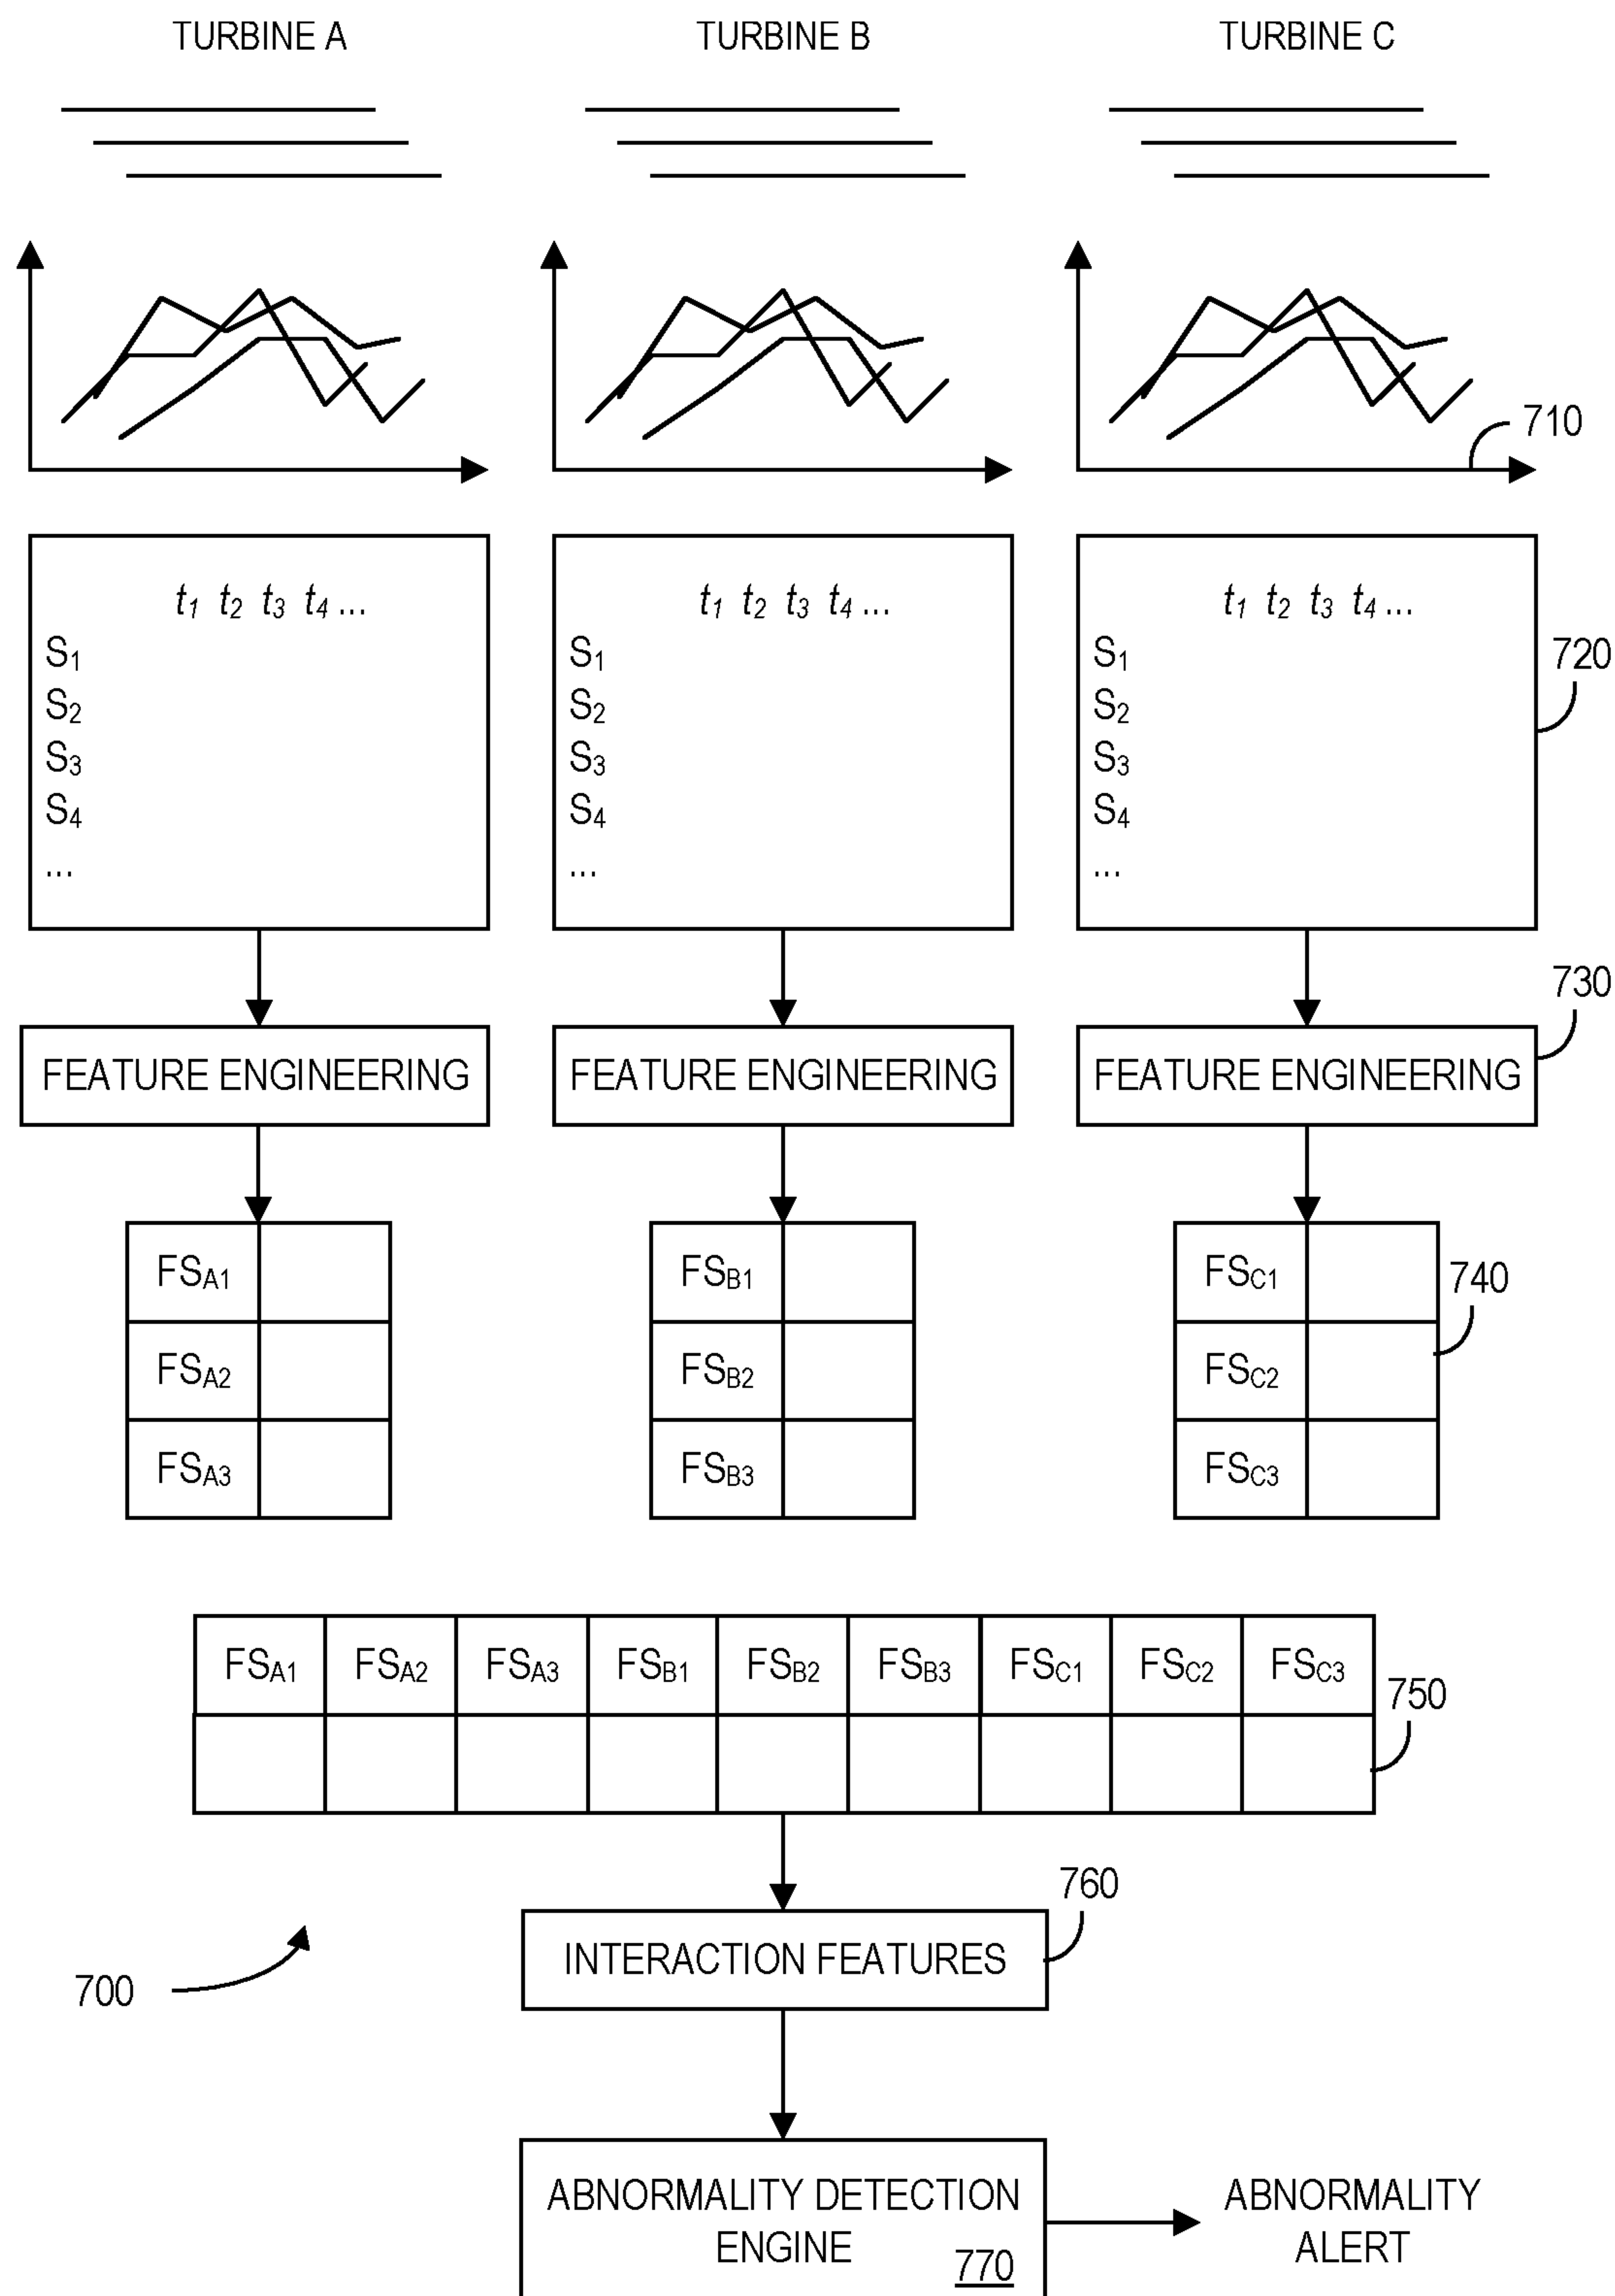 TURBINE A TURBINE B TURBINE C
710
t1 t2 t3 t4 ... t1 t2 t3 t4 ... t1 t2 t3 t4 ...
S1 S1 S1
720
S2 S2 S2
S3 S3 S3
S4 S4 S4
... ... ...
730
FEATURE ENGINEERING FEATURE ENGINEERING FEATURE ENGINEERING
FSA1 FSB1 FSC1
740
FSA2 FSB2 FSC2
FSA3 FSB3 FSC3
FSA1 FSA2 FSA3 FSB1 FSB2 FSB3 FSC1 FSC2 FSC3
750
760
INTERACTION FEATURES
700
ABNORMALITY DETECTION
ENGINE 770
ABNORMALITY
ALERT